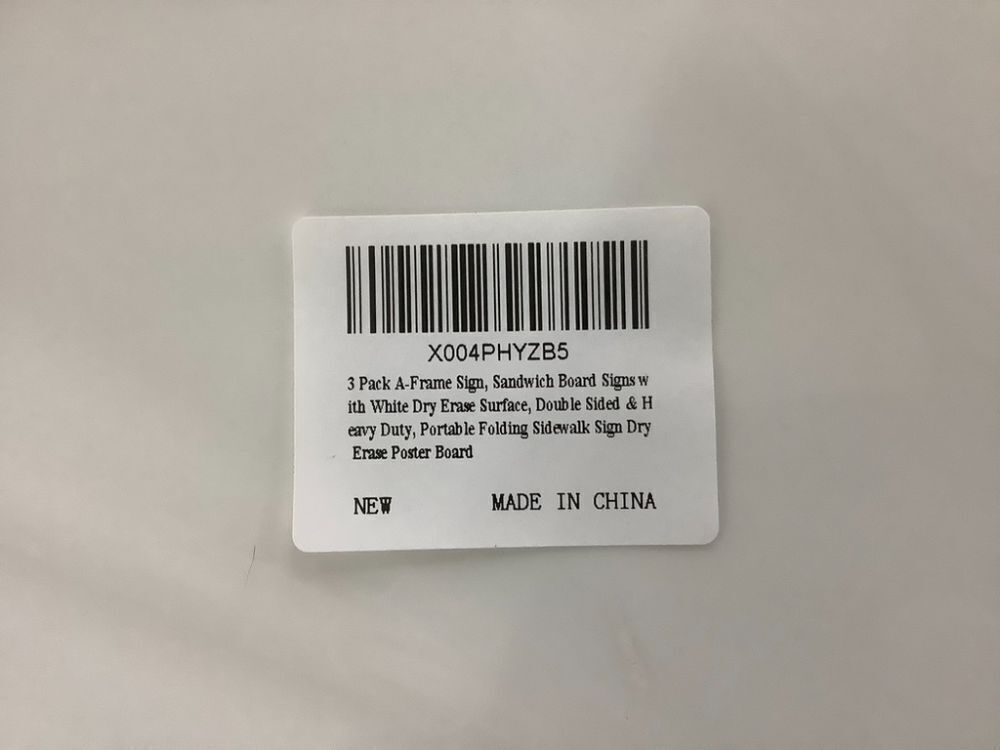 X004PHYZB5
3 Pack A-Frame Sign, Sandwich Board Signs w
ith White Dry Erase Surface, Double Sided & H
eavy Duty, Portable Folding Sidewalk Sign Dry
Erase Poster Board
NEW MADE IN CHINA